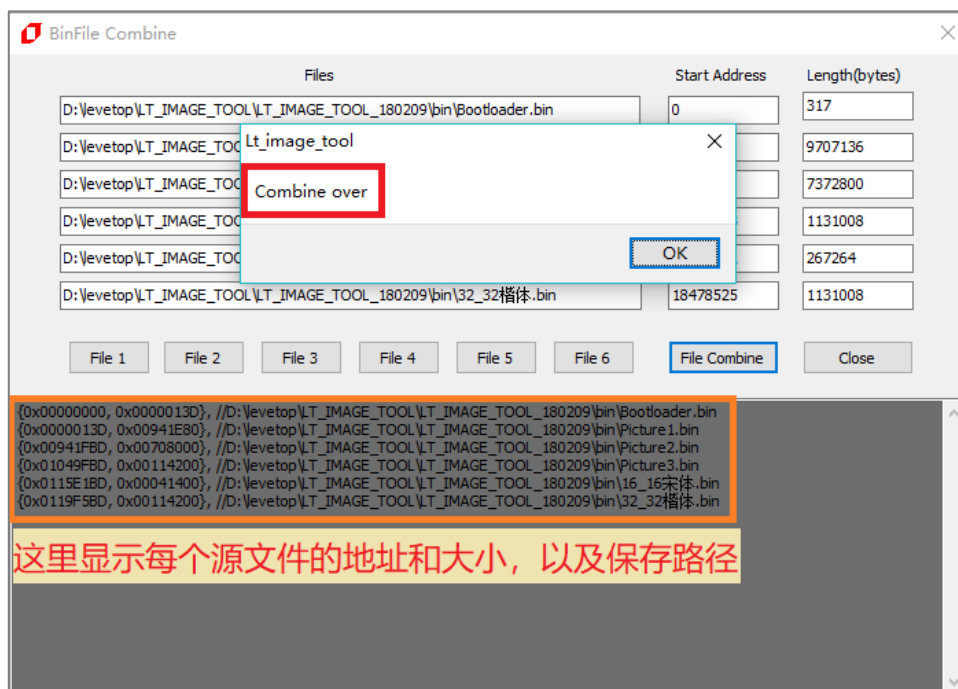 BinFile Combine
Files Start Address Length(bytes)
D:\levetop\LT_IMAGE_TOOL\LT_IMAGE_TOOL_180209\bin\Bootloader.bin 0 317
D:\levetop\LT_IMAGE_TOO 9707136
D:\levetop\LT_IMAGE_TOO 7372800
D:\levetop\LT_IMAGE_TOO 1131008
D:\levetop\LT_IMAGE_TOO 267264
D:\levetop\LT_IMAGE_TOOL\LT_IMAGE_TOOL_180209\bin\32_32楷体.bin 18478525 1131008
Lt_image_tool
Combine over
OK
File 1 File 2 File 3 File 4 File 5 File 6 File Combine Close
{0x00000000, 0x0000013D}, //D:\levetop\LT_IMAGE_TOOL\LT_IMAGE_TOOL_180209\bin\Bootloader.bin
{0x0000013D, 0x00941E80}, //D:\levetop\LT_IMAGE_TOOL\LT_IMAGE_TOOL_180209\bin\Picture1.bin
{0x00941FBD, 0x00708000}, //D:\levetop\LT_IMAGE_TOOL\LT_IMAGE_TOOL_180209\bin\Picture2.bin
{0x01049FBD, 0x00114200}, //D:\levetop\LT_IMAGE_TOOL\LT_IMAGE_TOOL_180209\bin\Picture3.bin
{0x0115E1BD, 0x00041400}, //D:\levetop\LT_IMAGE_TOOL\LT_IMAGE_TOOL_180209\bin\16_16宋体.bin
{0x0119F5BD, 0x00114200}, //D:\levetop\LT_IMAGE_TOOL\LT_IMAGE_TOOL_180209\bin\32_32楷体.bin
这里显示每个源文件的地址和大小，以及保存路径